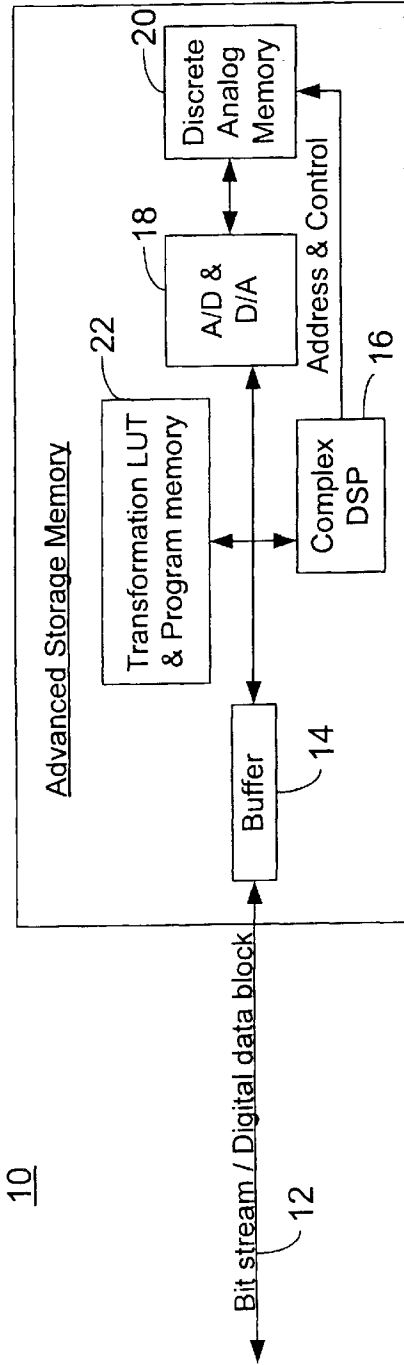 10
Advanced Storage Memory
Bit stream / Digital data block
12
Buffer
14
Transformation LUT
& Program memory
22
Complex
DSP
16
A/D &
D/A
18
Address & Control
Discrete
Analog
Memory
20